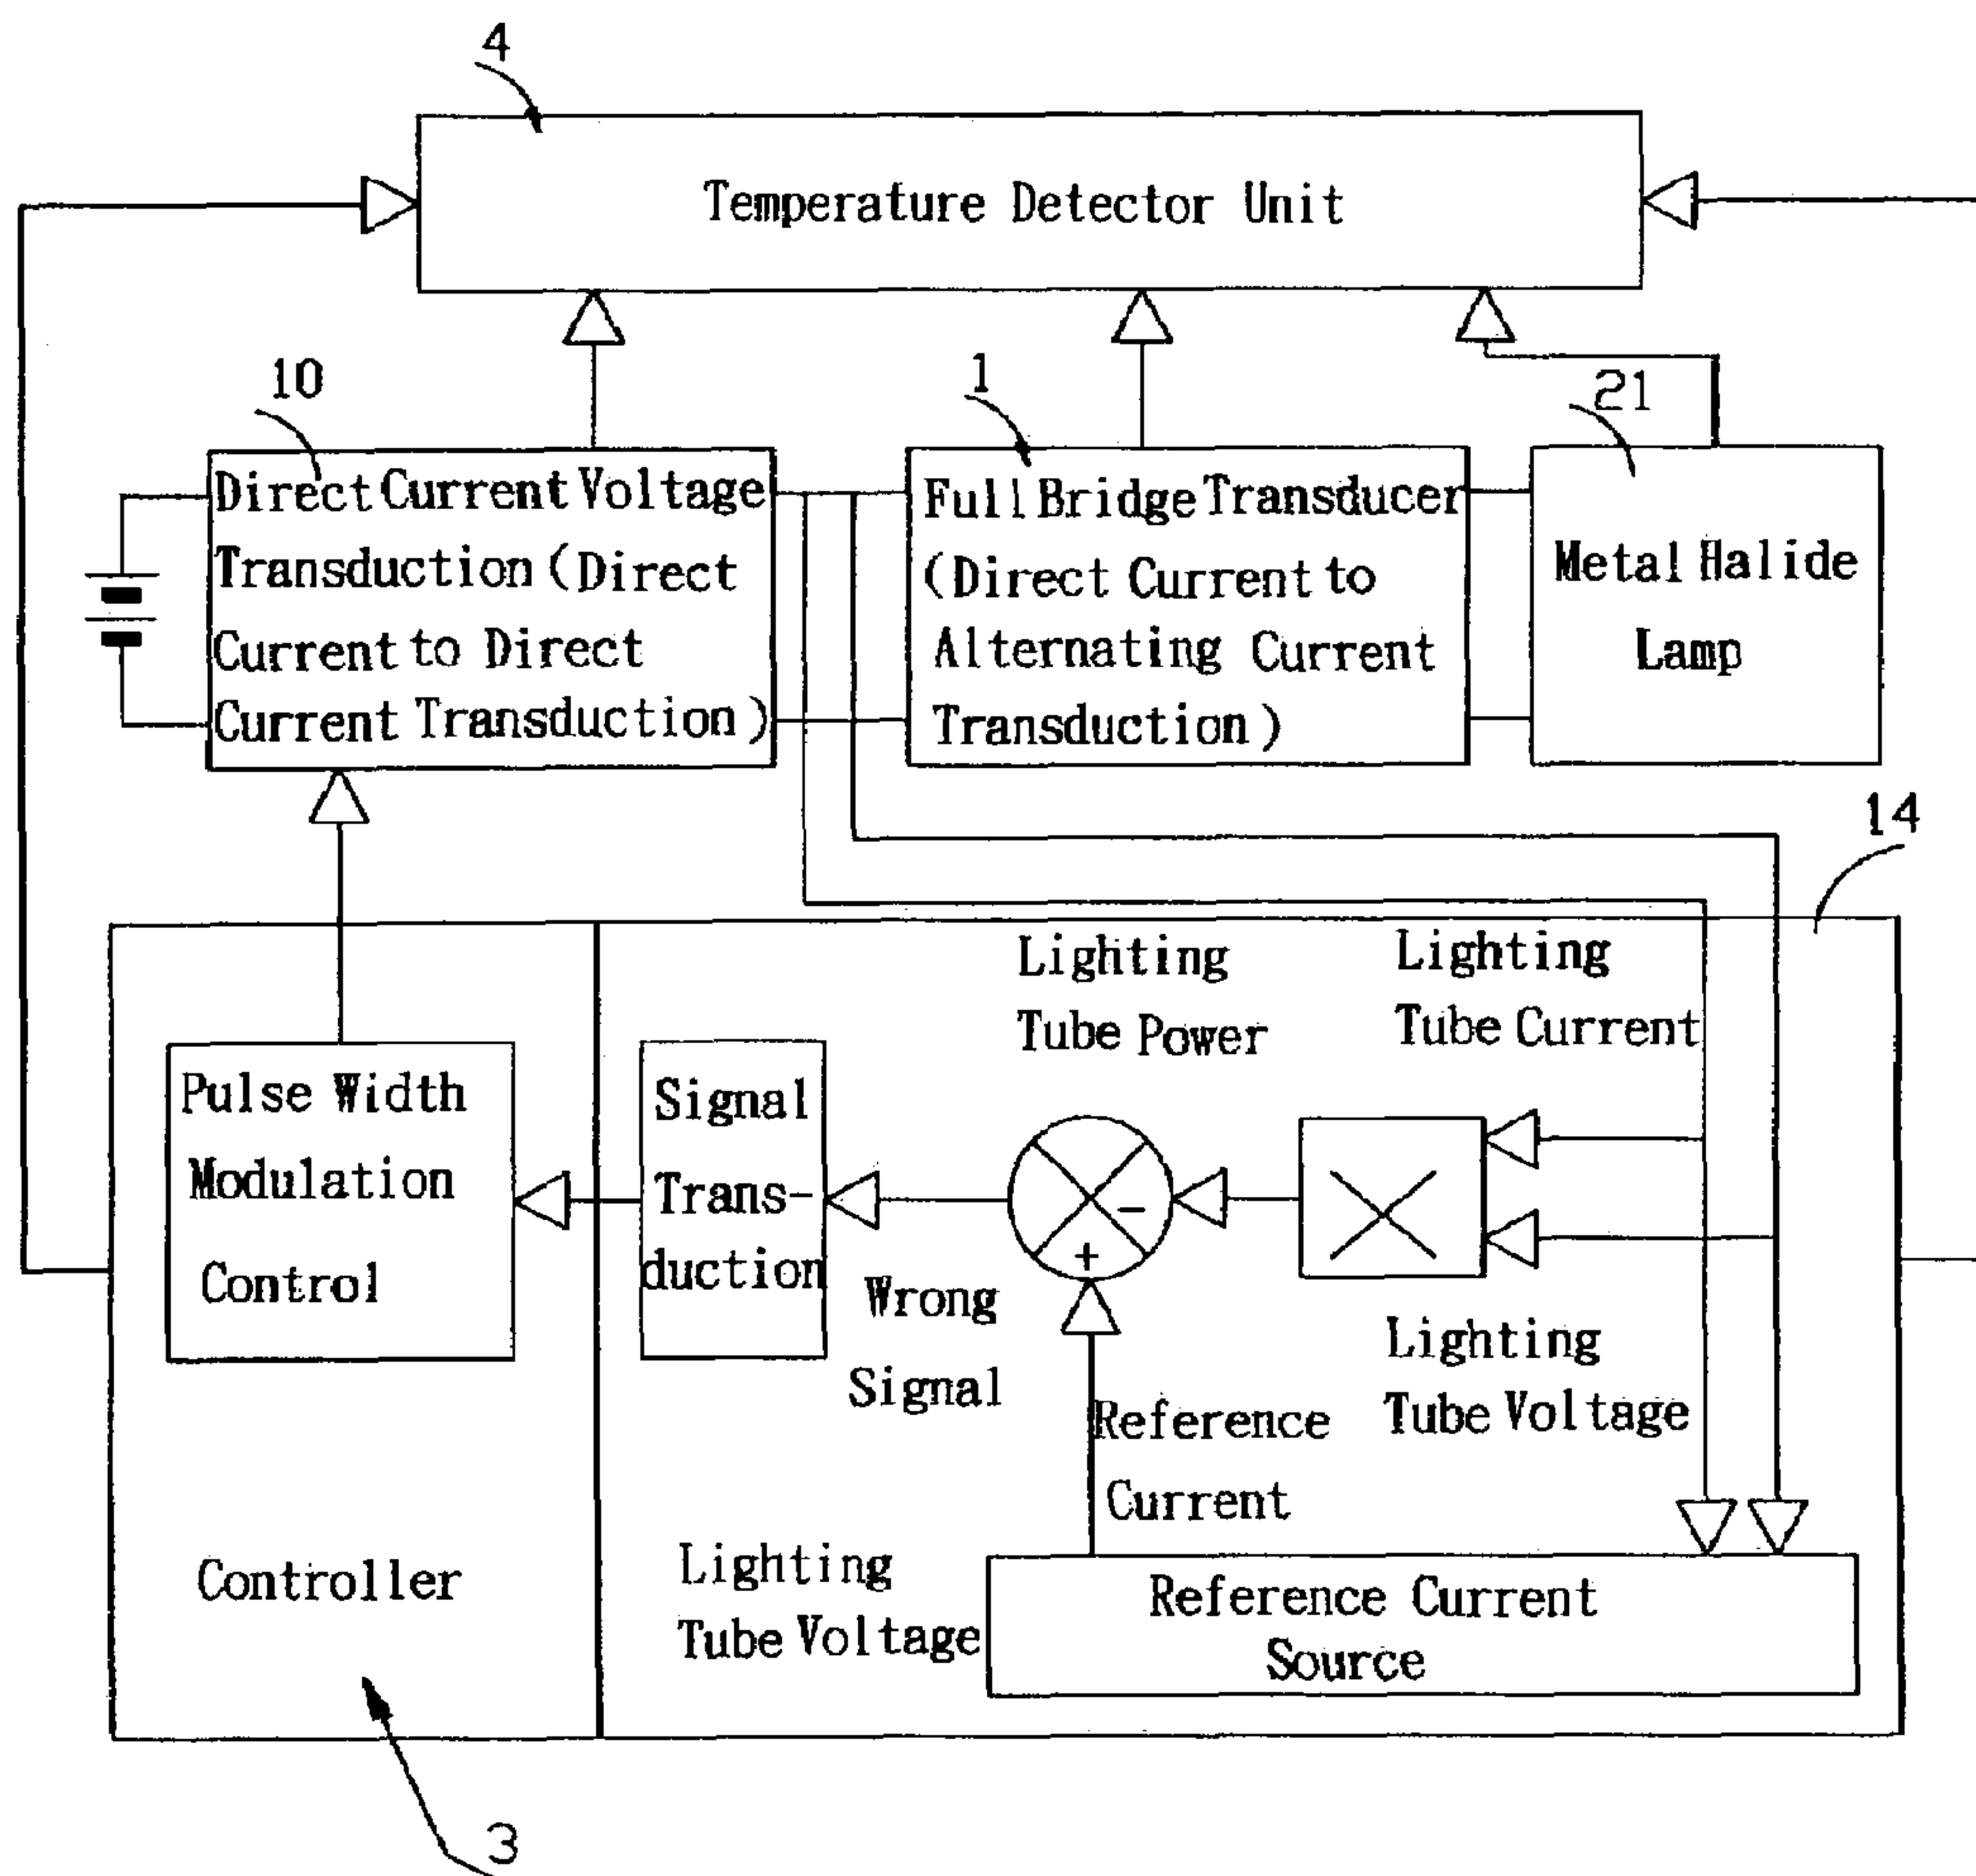 4
Temperature Detector Unit
10
1
21
Direct Current Voltage
Transduction (Direct
Current to Direct
Current Transduction)
Full Bridge Transducer
(Direct Current to
Alternating Current
Transduction)
Metal Halide
Lamp
14
Lighting
Tube Power
Lighting
Tube Current
Pulse Width
Modulation
Control
Signal
Trans-
duction
-
+
Wrong
Signal
Reference
Current
Lighting
Tube Voltage
Controller
Lighting
Tube Voltage
Reference Current
Source
3